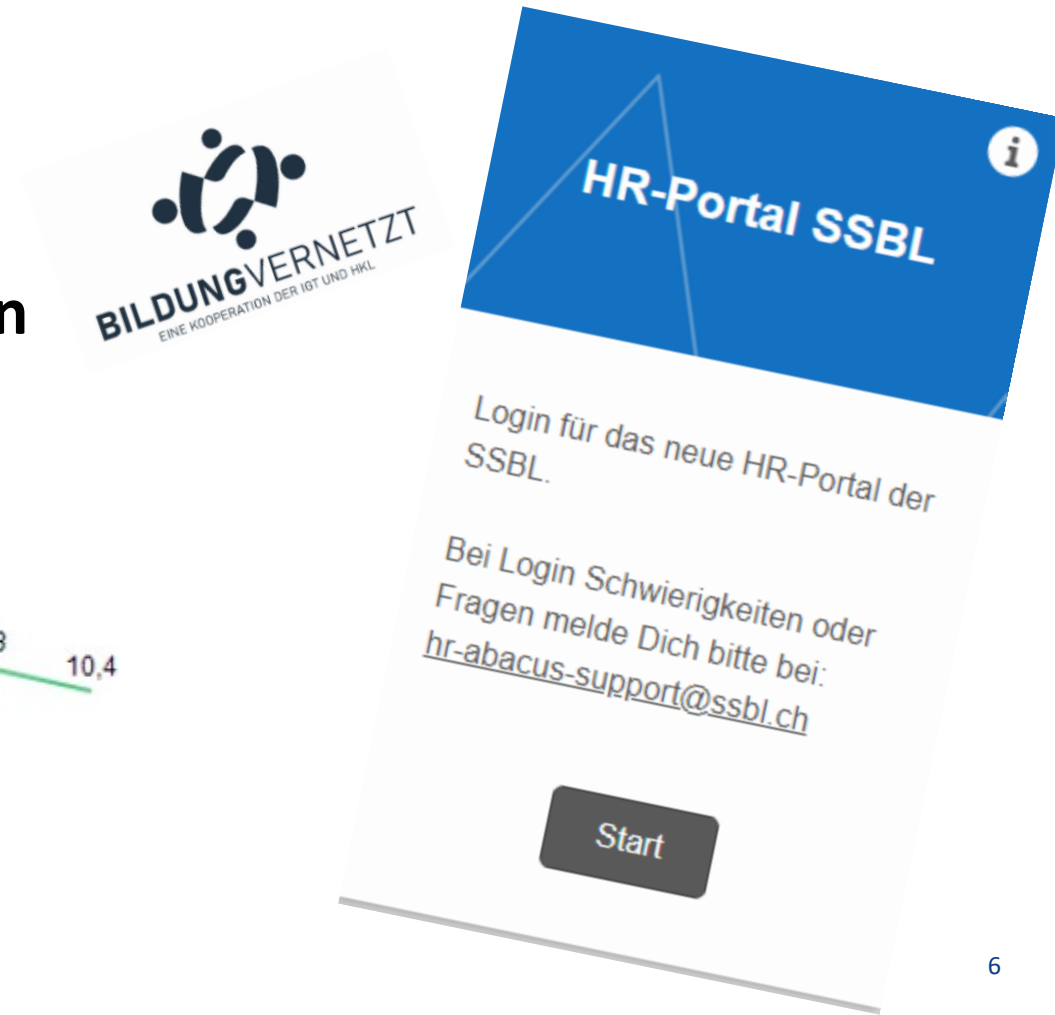 BILDUNGVERNETZT
EINE KOOPERATION DER IGT UND HKL
n
3
10,4
HR-Portal SSBL
i
Login für das neue HR-Portal der
SSBL.
Bei Login Schwierigkeiten oder
Fragen melde Dich bitte bei:
hr-abacus-support@ssbl.ch
Start
6